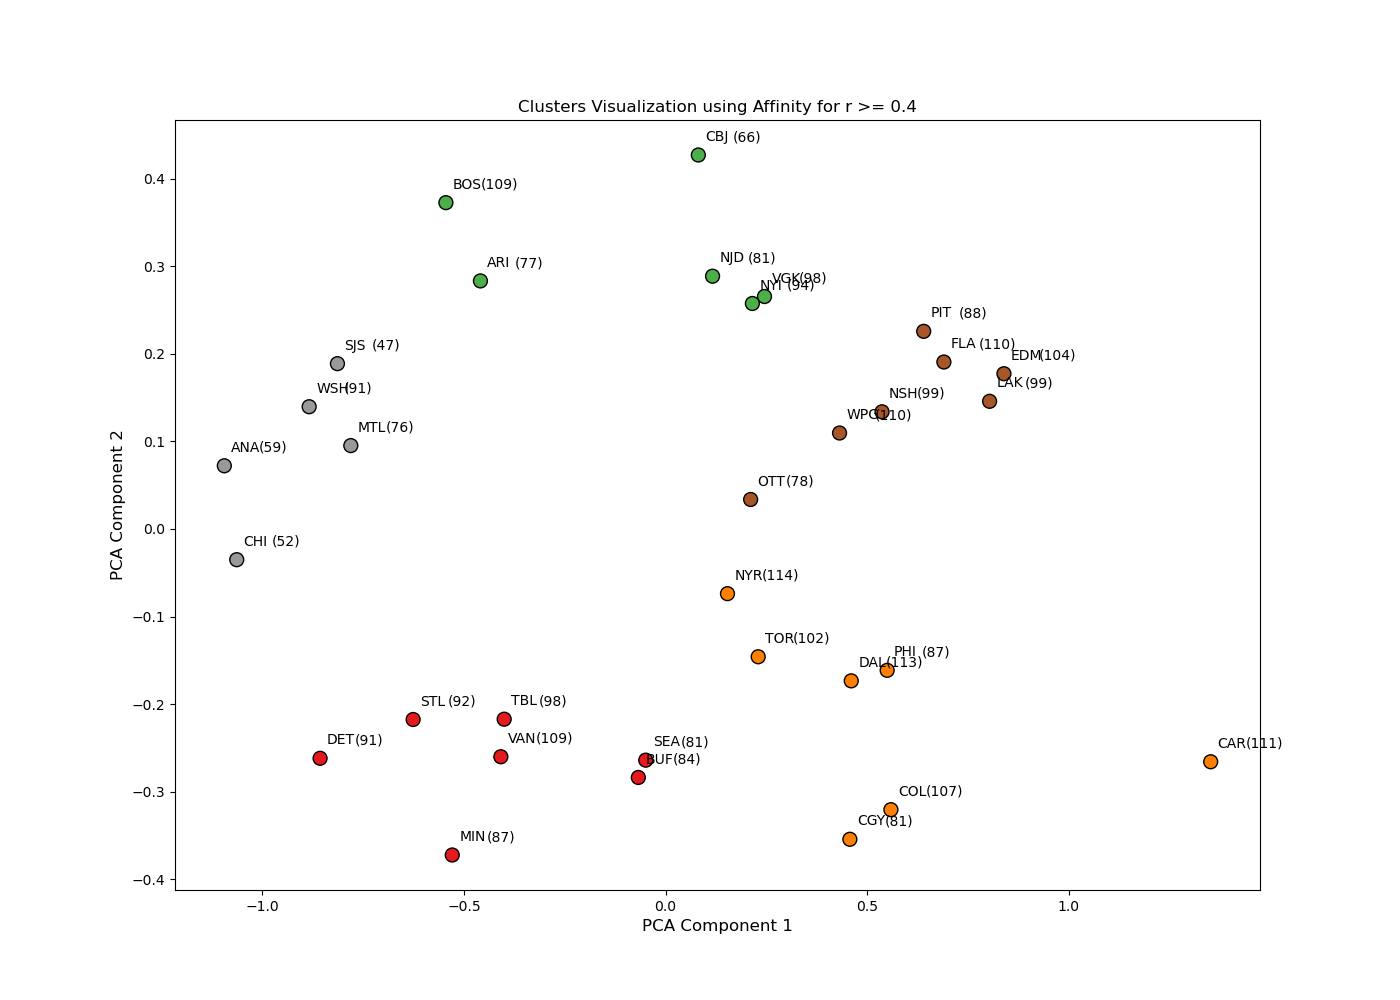 Clusters Visualization using Affinity for r >= 0.4
CBJ (66)
BOS(109)
ARI (77)
NJD (81)
VGK(98)
NYI (94)
PIT (88)
FLA (110)
EDM(104)
LAK (99)
NSH(99)
WPG(110)
SJS (47)
WSH(91)
MTL(76)
ANA(59)
OTT(78)
CHI (52)
NYR(114)
TOR(102)
PHI (87)
DAL(113)
STL (92)
TBL (98)
DET(91)
VAN(109)
SEA(81)
BUF(84)
CAR(111)
COL(107)
CGY(81)
MIN(87)
0.4
0.3
0.2
0.1
0.0
−0.1
−0.2
−0.3
−0.4
PCA Component 2
−1.0
−0.5
0.0
0.5
1.0
PCA Component 1